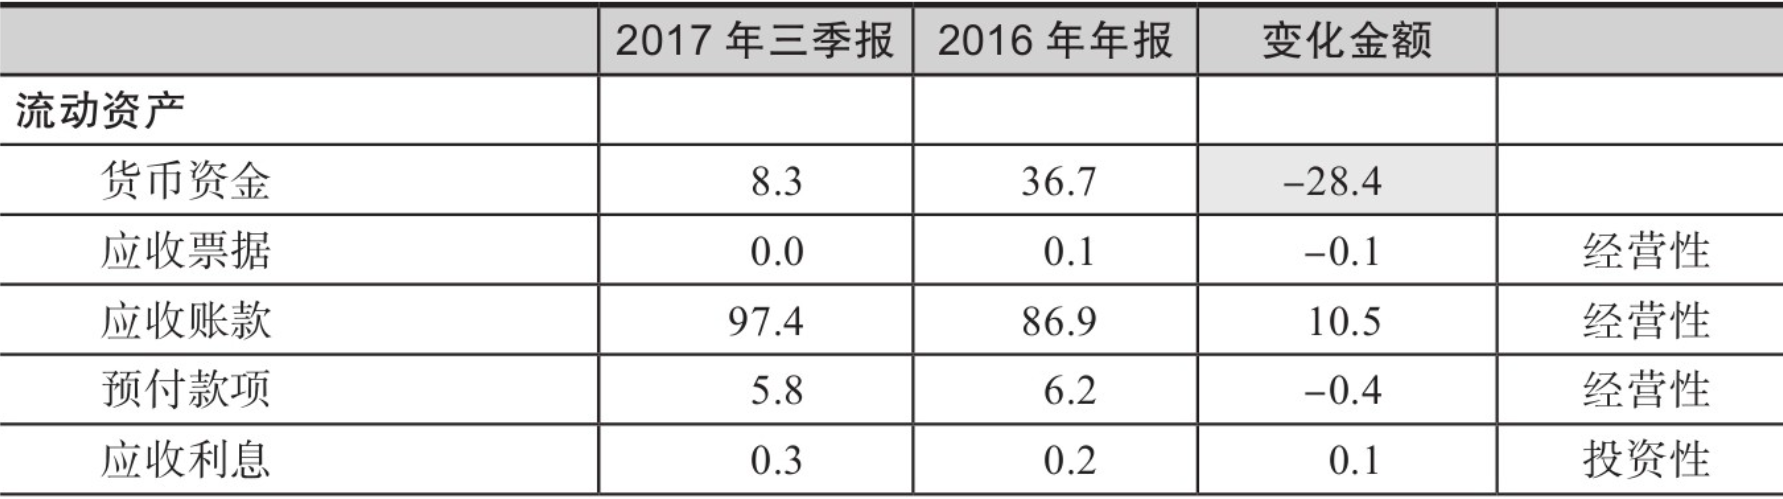 2017 年三季报 2016 年年报 变化金额
流动资产
货币资金 8.3 36.7 –28.4
应收票据 0.0 0.1 –0.1 经营性
应收账款 97.4 86.9 10.5 经营性
预付款项 5.8 6.2 –0.4 经营性
应收利息 0.3 0.2 0.1 投资性